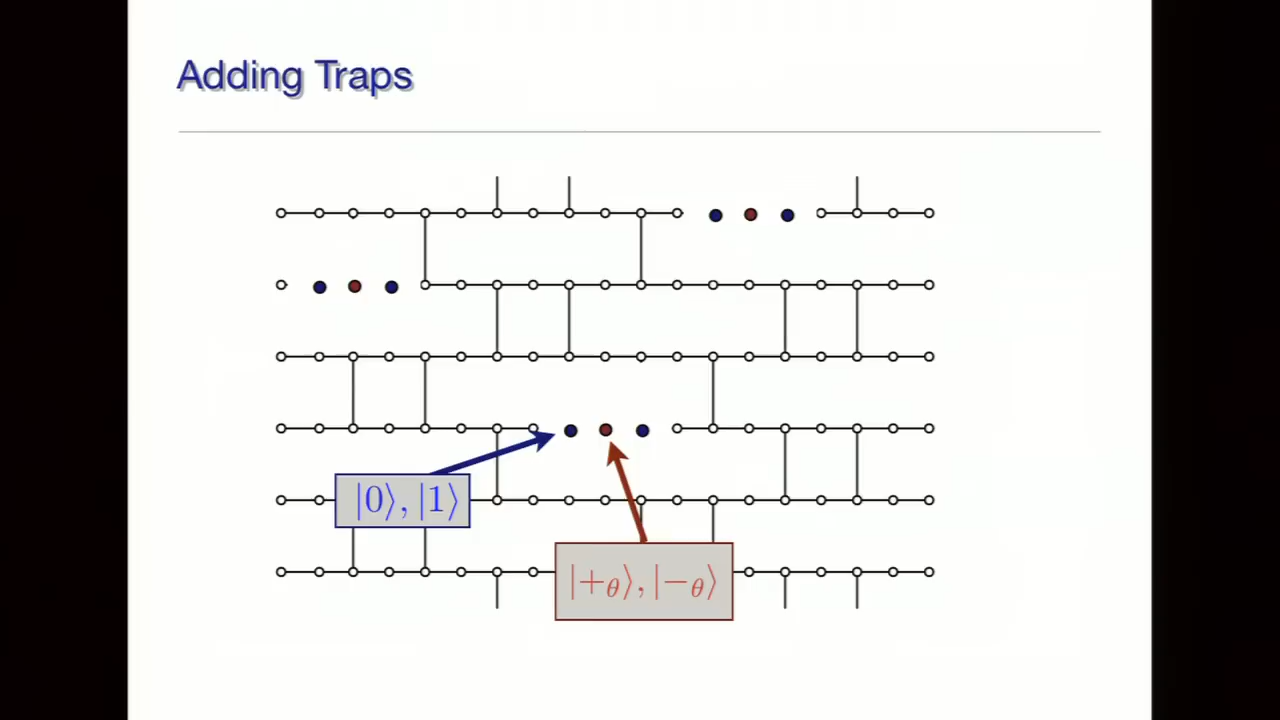 Adding Traps
|0⟩, |1⟩
|+θ⟩, |−θ⟩